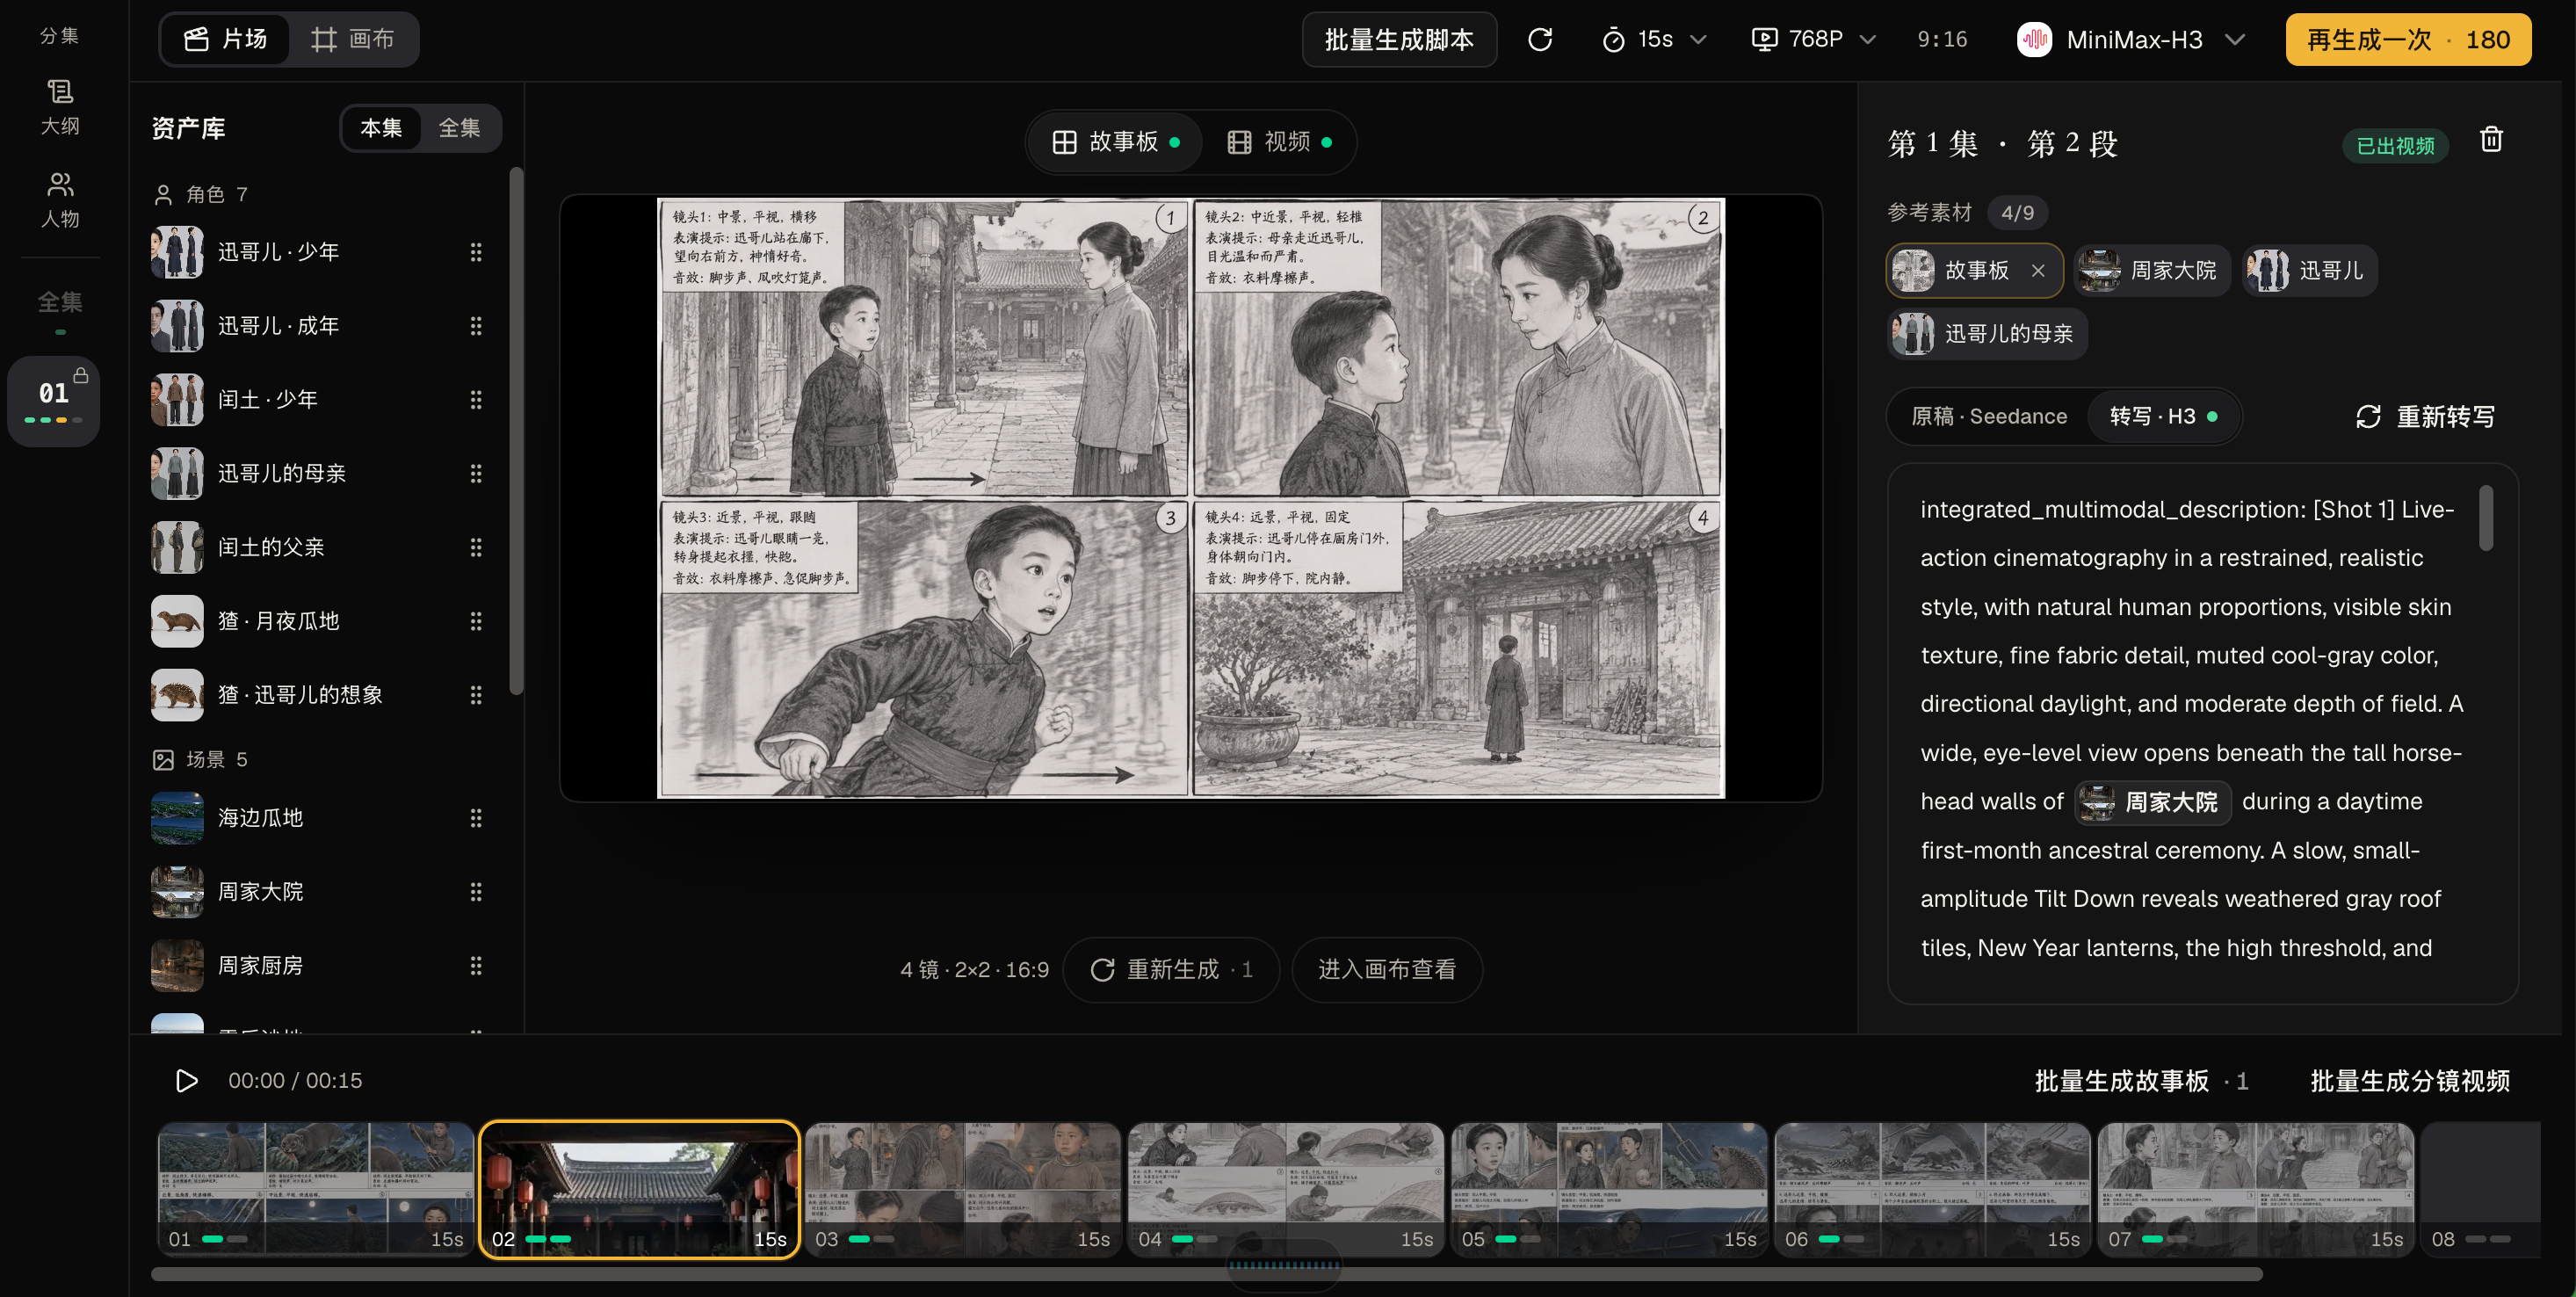 分集
大纲
人物
全集
01
片场
画布
批量生成脚本
15s
768P
9:16
MiniMax-H3
再生成一次 · 180
资产库
本集
全集
角色 7
迅哥儿 · 少年
迅哥儿 · 成年
闰土 · 少年
迅哥儿的母亲
闰土的父亲
猹 · 月夜瓜地
猹 · 迅哥儿的想象
场景 5
海边瓜地
周家大院
周家厨房
故事板
视频
镜头1: 中景, 平视, 横移
表演提示: 迅哥儿站在廊下,
望向右前方, 神情好奇。
音效: 脚步声、风吹灯笼声。
1
镜头2: 中近景, 平视, 轻推
表演提示: 母亲走近迅哥儿,
目光温和而严肃。
音效: 衣料摩擦声。
2
镜头3: 近景, 平视, 跟随
表演提示: 迅哥儿眼睛一亮,
转身提起衣摆, 快跑。
音效: 衣料摩擦声、急促脚步声。
3
镜头4: 远景, 平视, 固定
表演提示: 迅哥儿停在厨房门外,
身体朝向门内。
音效: 脚步停下, 院内静。
4
4 镜 · 2×2 · 16:9
重新生成 · 1
进入画布查看
第 1 集 · 第 2 段
已出视频
参考素材 4/9
故事板
周家大院
迅哥儿
迅哥儿的母亲
原稿 · Seedance
转写 · H3
重新转写
integrated_multimodal_description: [Shot 1] Live-
action cinematography in a restrained, realistic
style, with natural human proportions, visible skin
texture, fine fabric detail, muted cool-gray color,
directional daylight, and moderate depth of field. A
wide, eye-level view opens beneath the tall horse-
head walls of 周家大院 during a daytime
first-month ancestral ceremony. A slow, small-
amplitude Tilt Down reveals weathered gray roof
tiles, New Year lanterns, the high threshold, and
00:00 / 00:15
批量生成故事板 · 1
批量生成分镜视频
01
15s
02
15s
03
15s
04
15s
05
15s
06
15s
07
15s
08